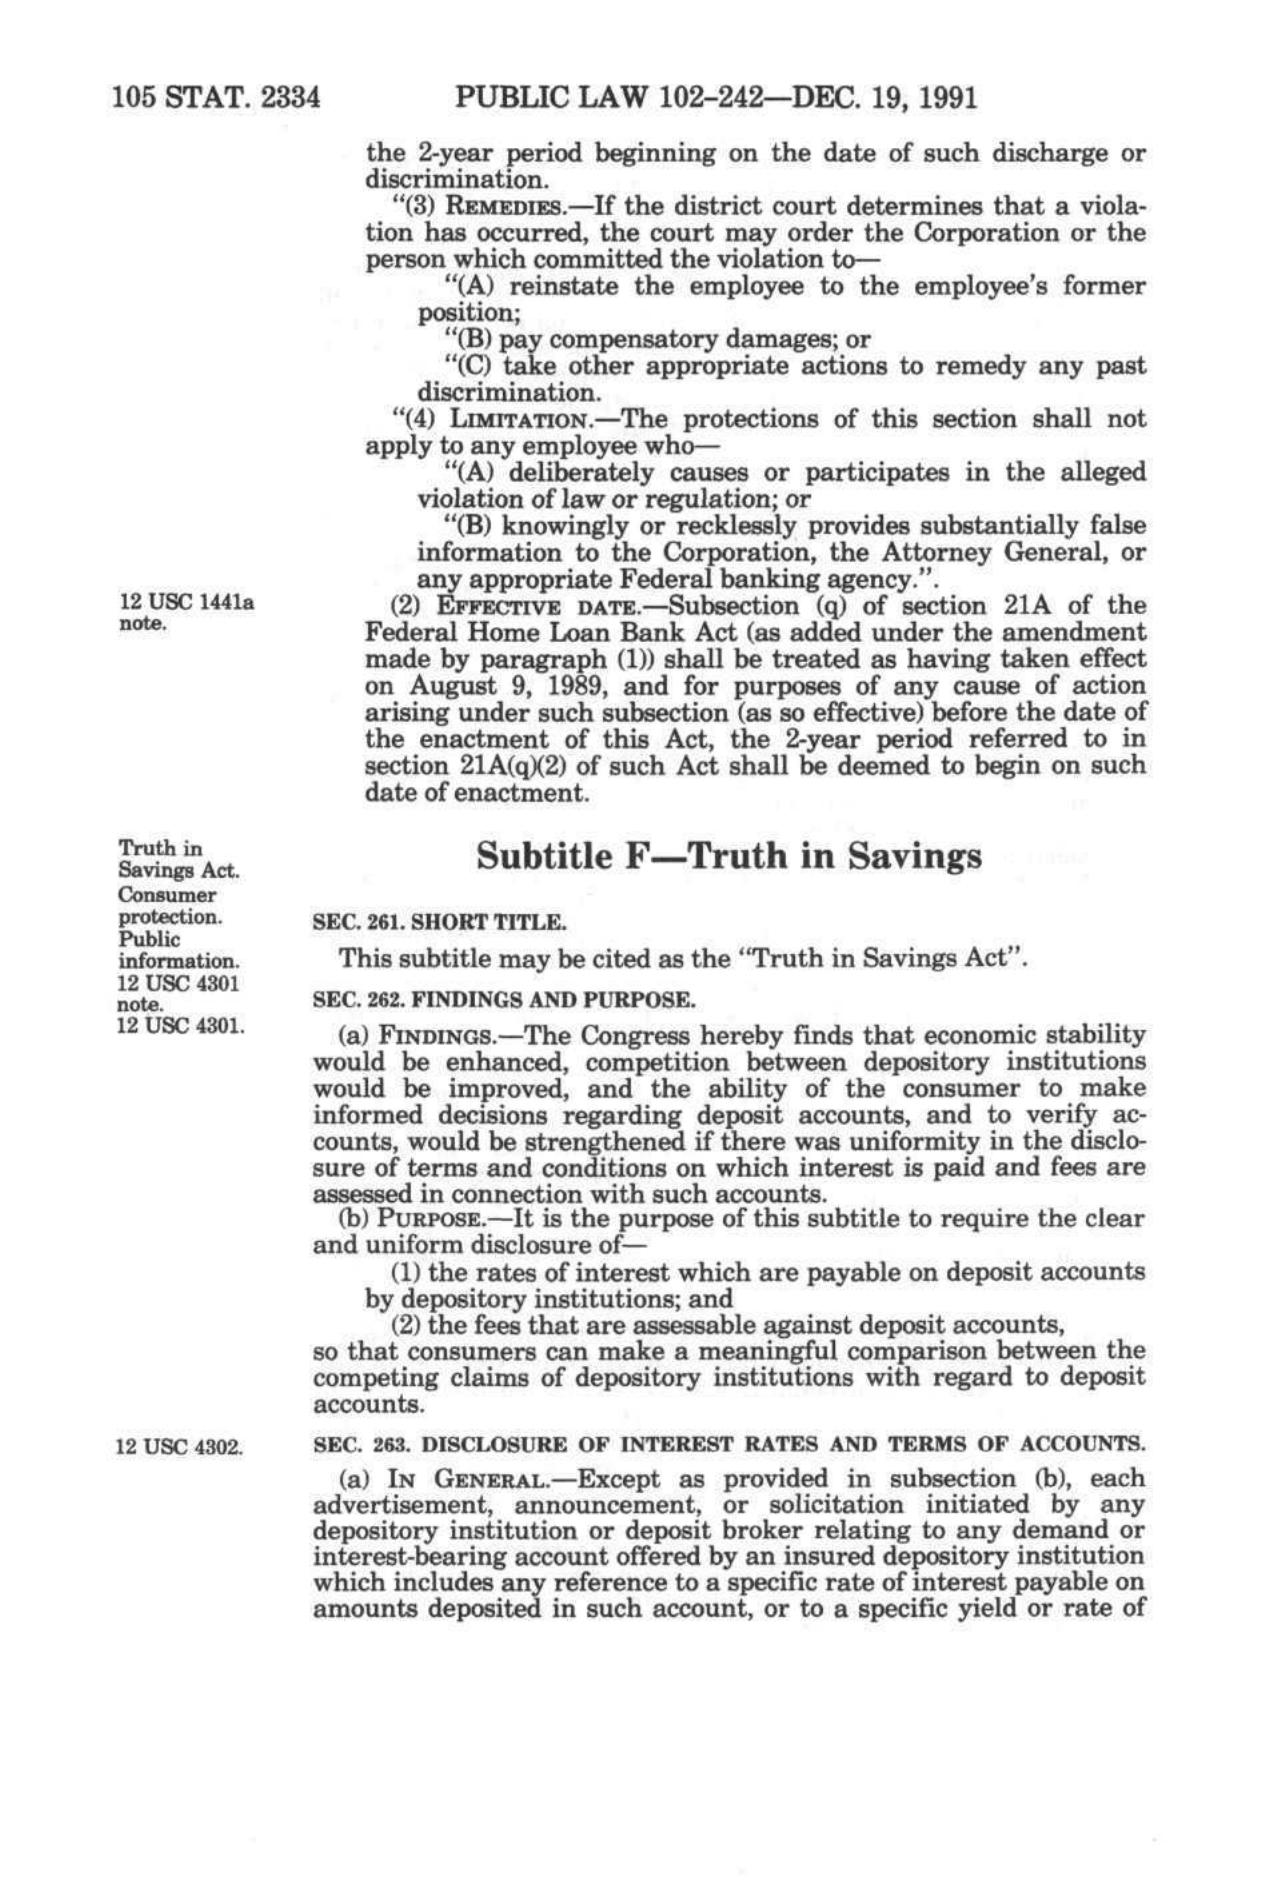 105 STAT. 2334 PUBLIC LAW 102-242—DEC. 19, 1991
the 2-year period beginning on the date of such discharge or
discrimination.
"(3) REMEDIES.—If the district court determines that a viola-
tion has occurred, the court may order the Corporation or the
person which committed the violation to—
"(A) reinstate the employee to the employee's former
position;
"(B) pay compensatory damages; or
"(C) take other appropriate actions to remedy any past
discrimination.
"(4) LIMITATION.—The protections of this section shall not
apply to any employee who—
"(A) deliberately causes or participates in the alleged
violation of law or regulation; or
"(B) knowingly or recklessly provides substantially false
information to the Corporation, the Attorney General, or
any appropriate Federal banking agency.".
12 USC 1441a
note.
(2) EFFECTIVE DATE.—Subsection (q) of section 21A of the
Federal Home Loan Bank Act (as added under the amendment
made by paragraph (1)) shall be treated as having taken effect
on August 9, 1989, and for purposes of any cause of action
arising under such subsection (as so effective) before the date of
the enactment of this Act, the 2-year period referred to in
section 21A(q)(2) of such Act shall be deemed to begin on such
date of enactment.
Truth in
Savings Act.
Consumer
protection.
Public
information.
12 USC 4301
note.
12 USC 4301.
Subtitle F—Truth in Savings
SEC. 261. SHORT TITLE.
This subtitle may be cited as the "Truth in Savings Act".
SEC. 262. FINDINGS AND PURPOSE.
(a) FINDINGS.—The Congress hereby finds that economic stability
would be enhanced, competition between depository institutions
would be improved, and the ability of the consumer to make
informed decisions regarding deposit accounts, and to verify ac-
counts, would be strengthened if there was uniformity in the disclo-
sure of terms and conditions on which interest is paid and fees are
assessed in connection with such accounts.
(b) PURPOSE.—It is the purpose of this subtitle to require the clear
and uniform disclosure of—
(1) the rates of interest which are payable on deposit accounts
by depository institutions; and
(2) the fees that are assessable against deposit accounts,
so that consumers can make a meaningful comparison between the
competing claims of depository institutions with regard to deposit
accounts.
12 USC 4302.
SEC. 263. DISCLOSURE OF INTEREST RATES AND TERMS OF ACCOUNTS.
(a) IN GENERAL.—Except as provided in subsection (b), each
advertisement, announcement, or solicitation initiated by any
depository institution or deposit broker relating to any demand or
interest-bearing account offered by an insured depository institution
which includes any reference to a specific rate of interest payable on
amounts deposited in such account, or to a specific yield or rate of